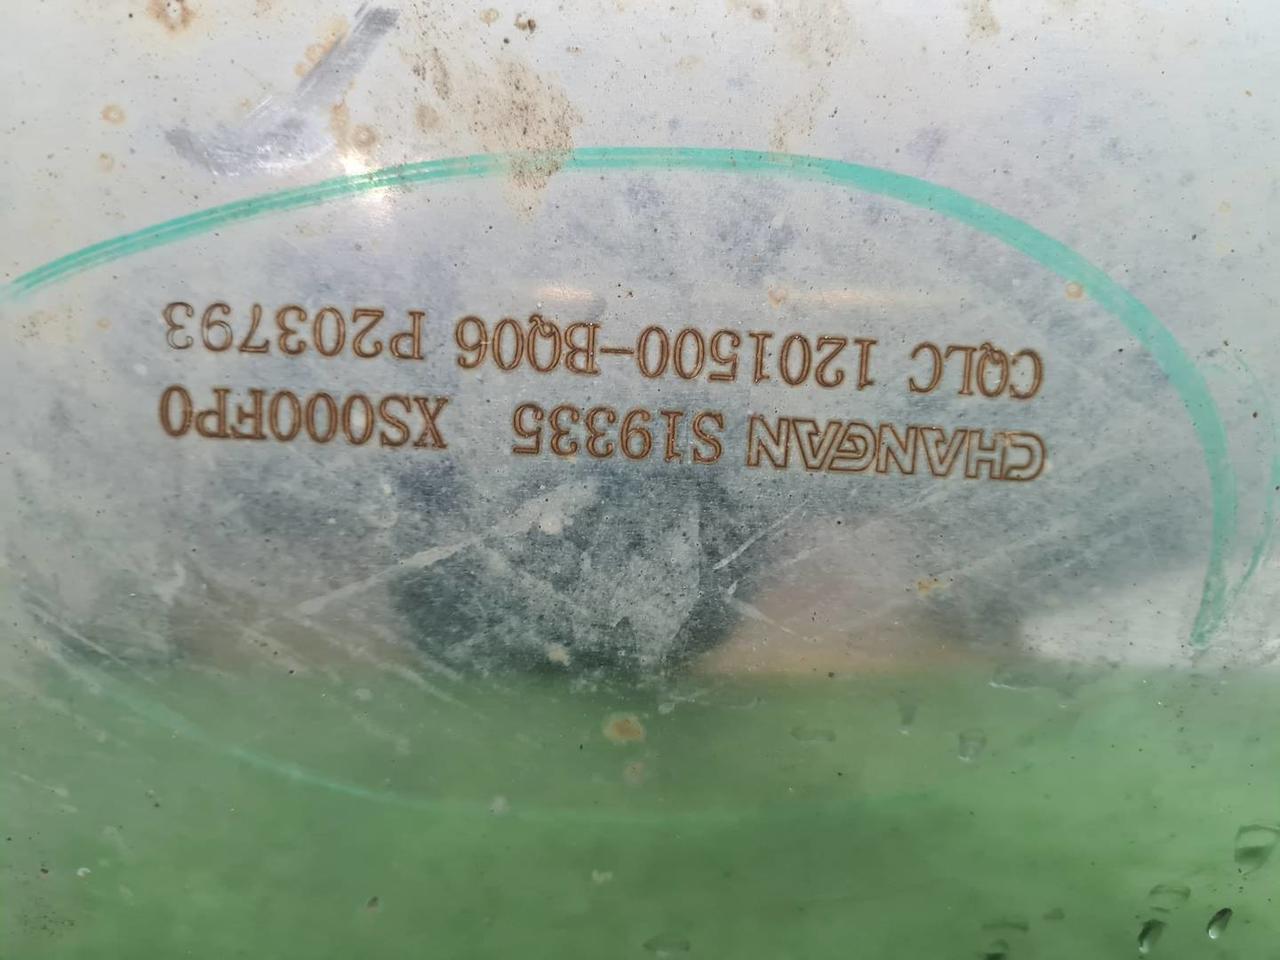 CHANGAN S19335 XS000FP0
CQLC 1201500-BQ06 P203793